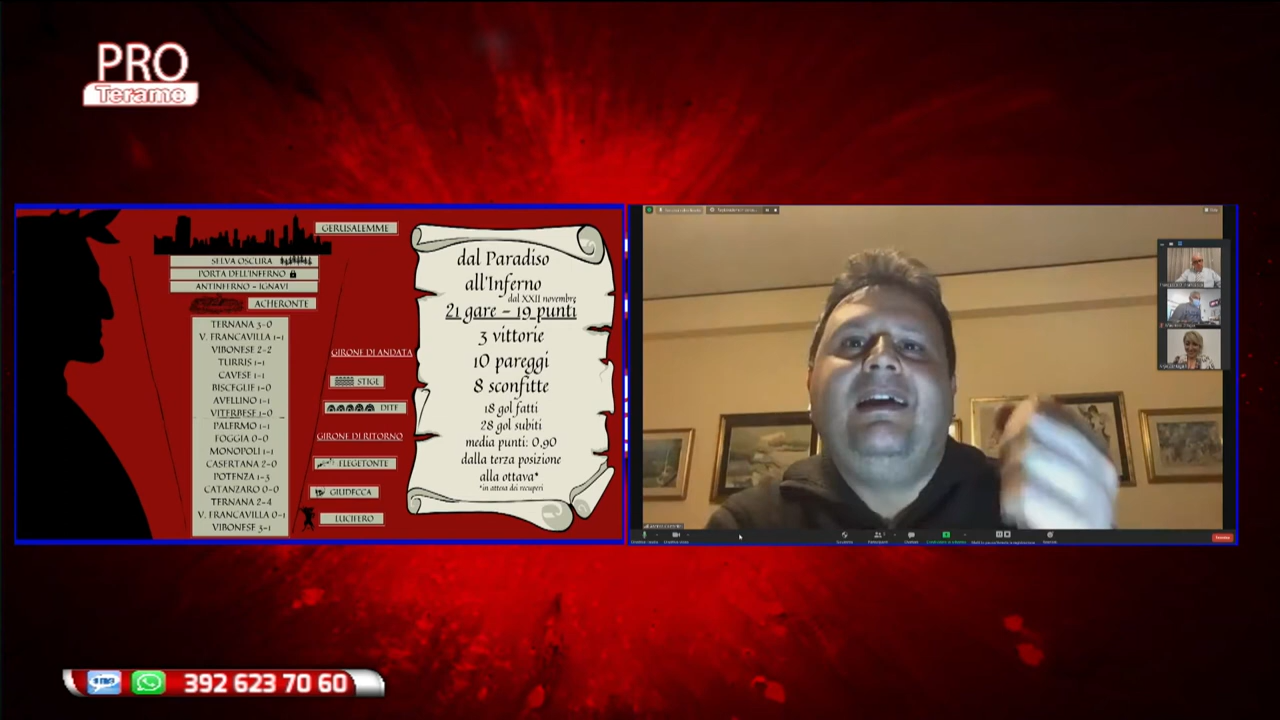 PRO
Teramo
GERUSALEMME
SELVA OSCURA
PORTA DELL'INFERNO
ANTINFERNO - IGNAVI
ACHERONTE
TERNANA 3-0
V. FRANCAVILLA 1-1
VIBONESE 2-2
TURRIS 1-1
CAVESE 1-1
BISCEGLIE 1-0
AVELLINO 1-1
VITERBESE 1-0
PALERMO 1-1
FOGGIA 0-0
MONOPOLI 1-1
CASERTANA 2-0
POTENZA 1-3
CATANZARO 0-0
TERNANA 2-4
V. FRANCAVILLA 0-1
VIBONESE 3-1
GIRONE DI ANDATA
STIGE
DITE
GIRONE DI RITORNO
FLEGETONTE
GIUDECCA
LUCIFERO
dal Paradiso
all'Inferno
dal XXII novembre
21 gare - 19 punti
3 vittorie
10 pareggi
8 sconfitte
18 gol fatti
28 gol subiti
media punti: 0,90
dalla terza posizione
alla ottava*
*in attesa dei recuperi
392 623 70 60